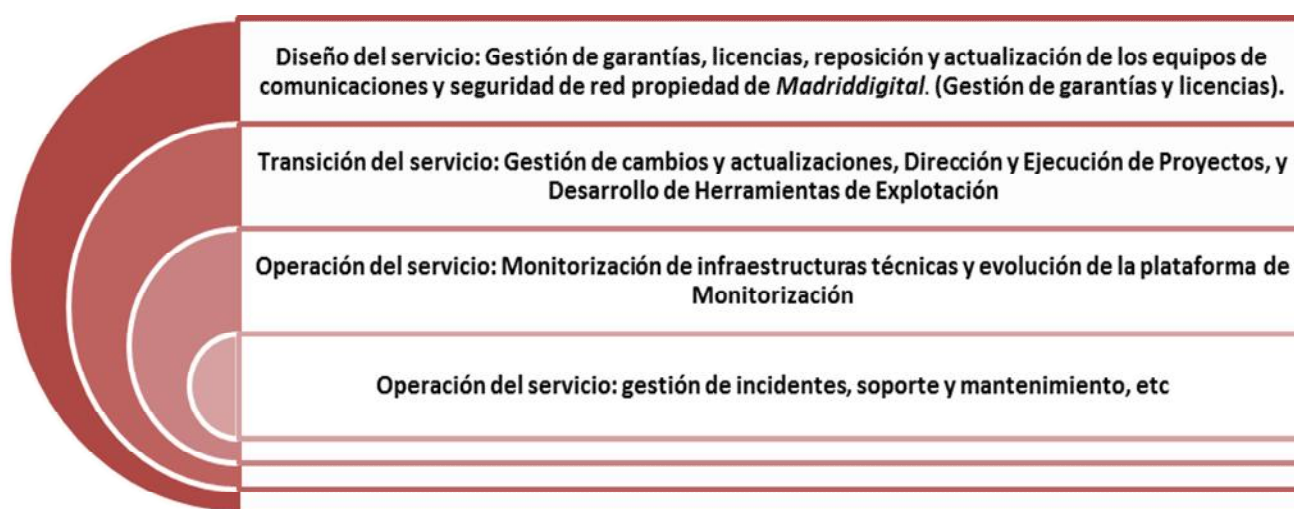 Diseño del servicio: Gestión de garantías, licencias, reposición y actualización de los equipos de
comunicaciones y seguridad de red propiedad de Madriddigital. (Gestión de garantías y licencias).
Transición del servicio: Gestión de cambios y actualizaciones, Dirección y Ejecución de Proyectos, y
Desarrollo de Herramientas de Explotación
Operación del servicio: Monitorización de infraestructuras técnicas y evolución de la plataforma de
Monitorización
Operación del servicio: gestión de incidentes, soporte y mantenimiento, etc